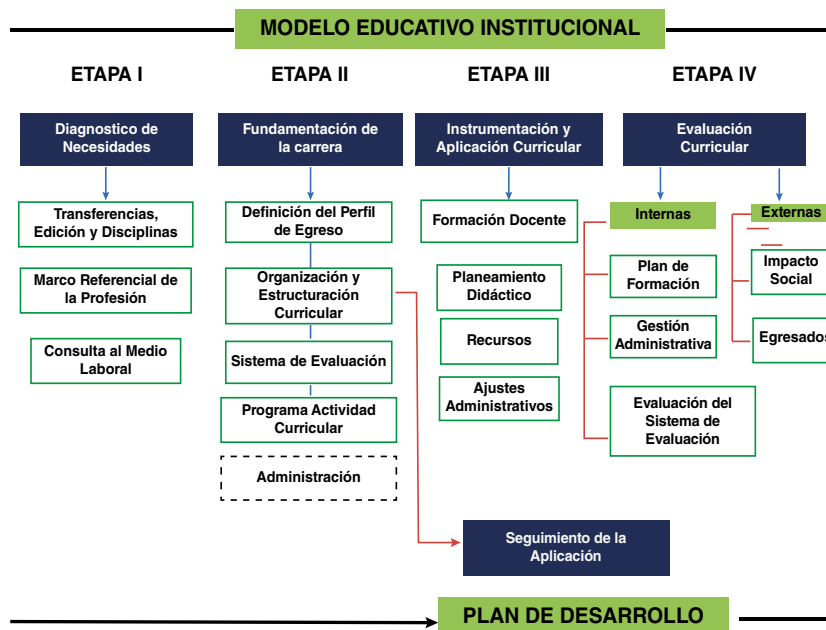 MODELO EDUCATIVO INSTITUCIONAL
ETAPA I
ETAPA II
ETAPA III
ETAPA IV
Diagnostico de
Necesidades
Fundamentación de
la carrera
Instrumentación y
Aplicación Curricular
Evaluación
Curricular
Transferencias,
Edición y Disciplinas
Marco Referencial de
la Profesión
Consulta al Medio
Laboral
Definición del Perfil
de Egreso
Organización y
Estructuración
Curricular
Sistema de Evaluación
Programa Actividad
Curricular
Administración
Formación Docente
Planeamiento
Didáctico
Recursos
Ajustes
Administrativos
Internas
Plan de
Formación
Gestión
Administrativa
Evaluación del
Sistema de
Evaluación
Externas
Impacto
Social
Egresados
Seguimiento de la
Aplicación
PLAN DE DESARROLLO